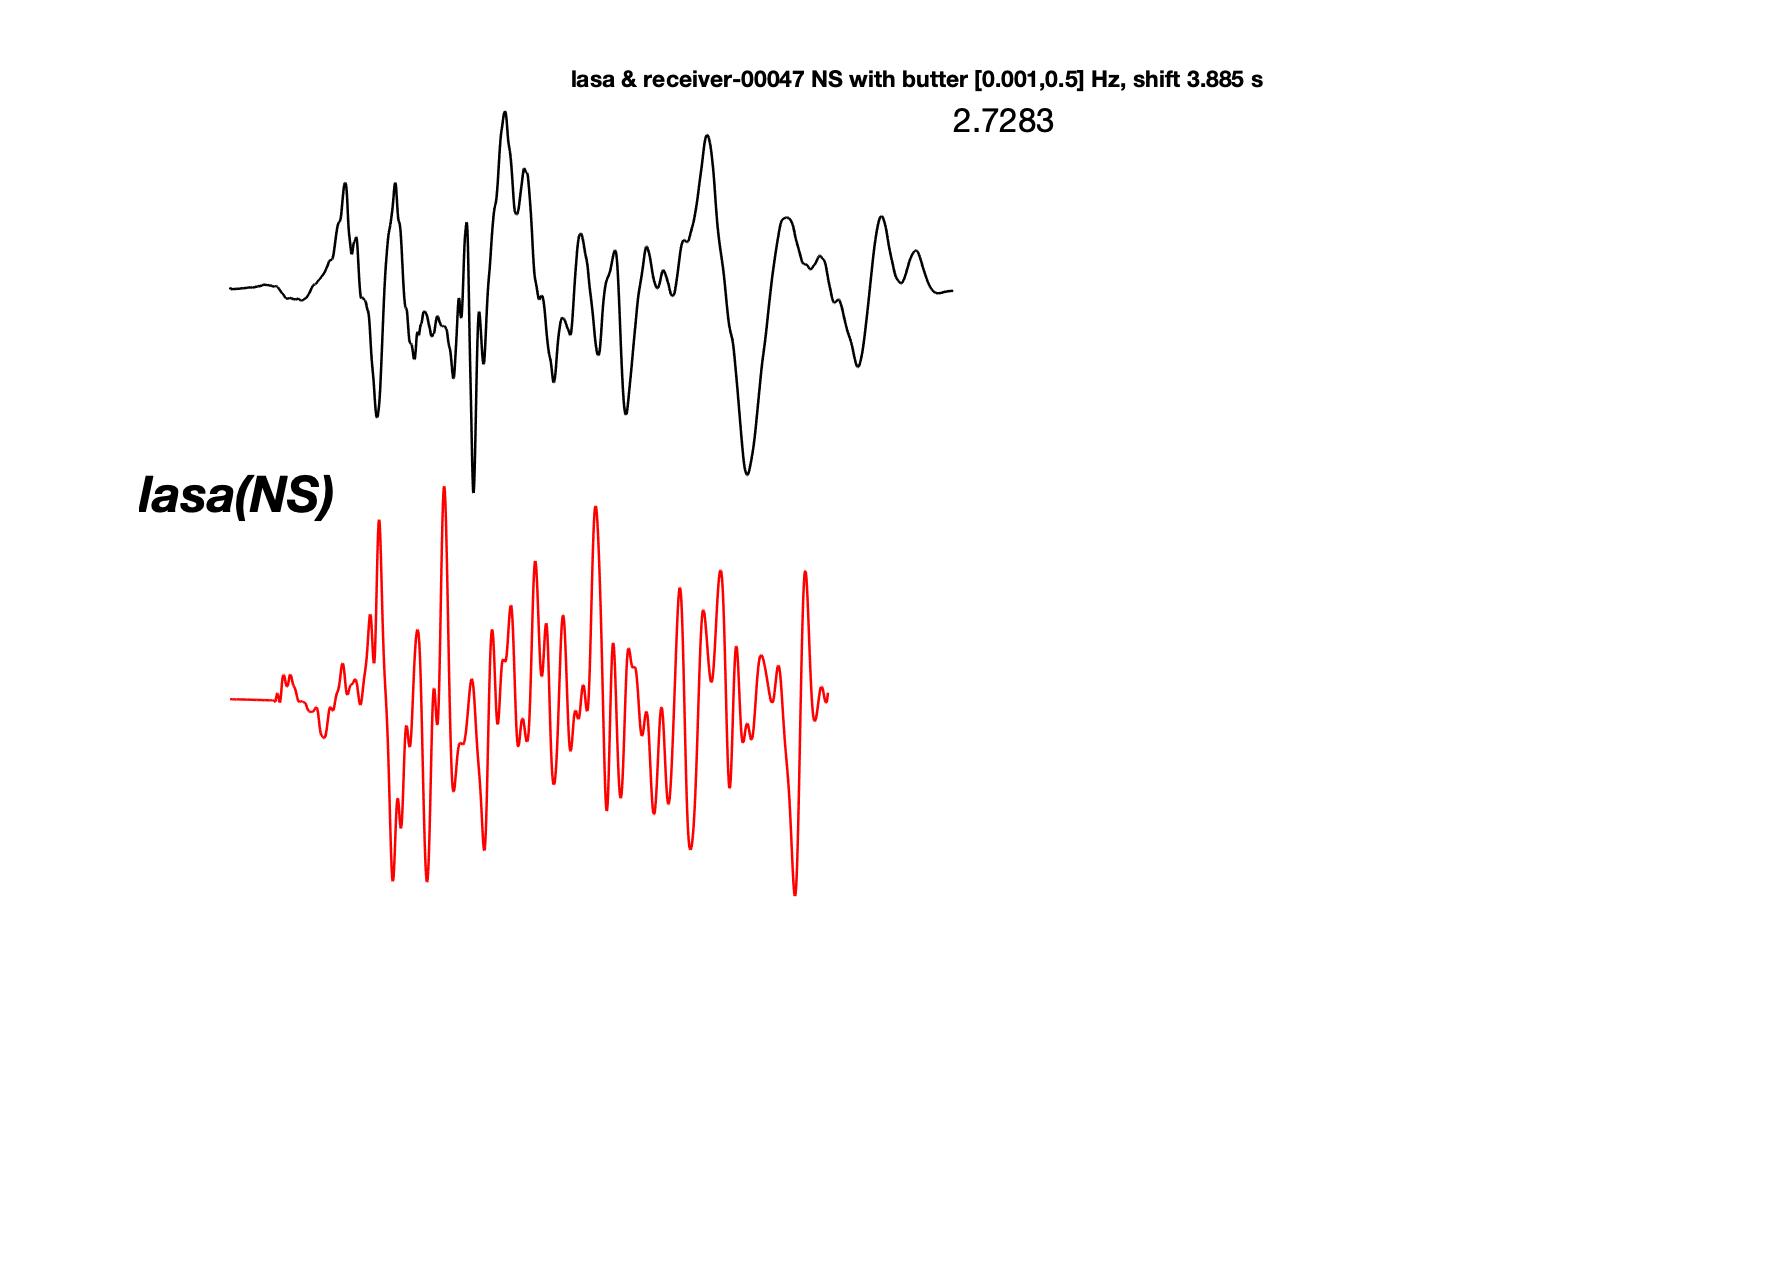 lasa & receiver-00047 NS with butter [0.001,0.5] Hz, shift 3.885 s
2.7283
lasa(NS)